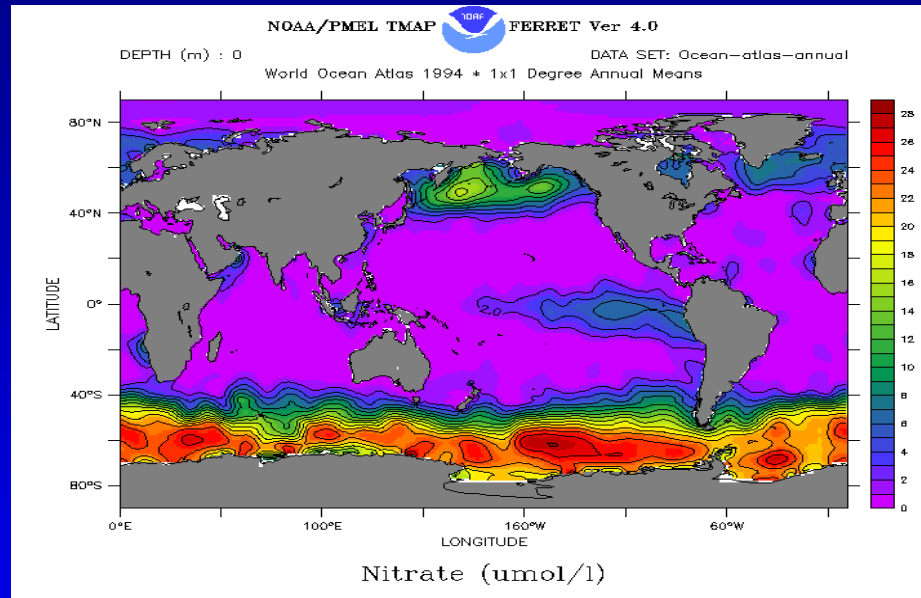 NOAA/PMEL TMAP FERRET Ver 4.0
NOAA
DEPTH (m) : 0 DATA SET: Ocean-atlas-annual
World Ocean Atlas 1994 * 1x1 Degree Annual Means
80°N
40°N
0°
40°S
80°S
LATITUDE
2.0
0°E 100°E 160°W 60°W
LONGITUDE
28
26
24
22
20
18
16
14
12
10
8
6
4
2
0
Nitrate (umol/l)